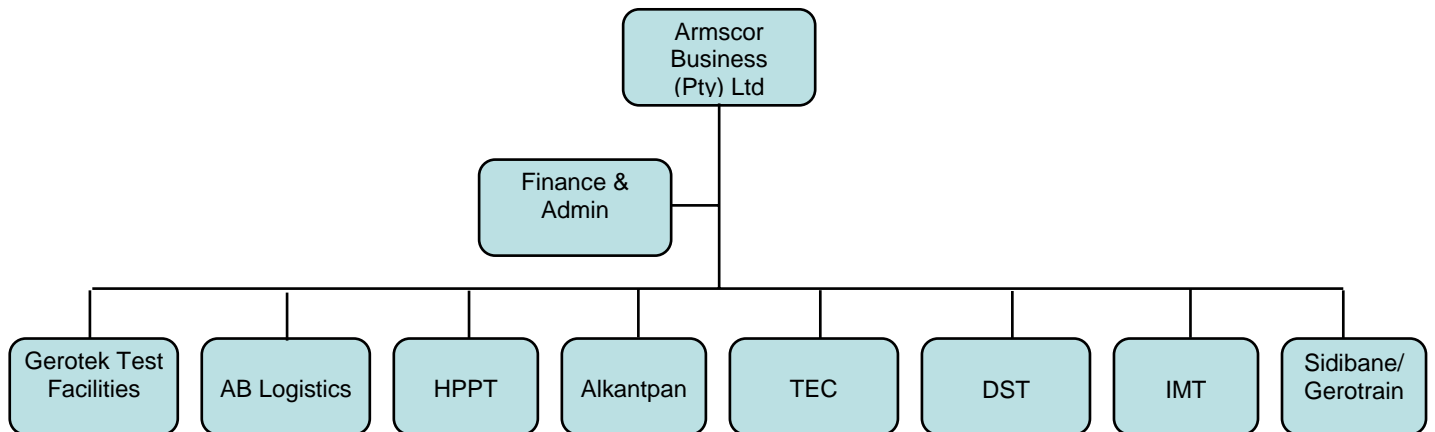 Armscor
Business
(Pty) Ltd
Finance &
Admin
Gerotek Test
Facilities
AB Logistics
HPPT
Alkantpan
TEC
DST
IMT
Sidibane/
Gerotrain